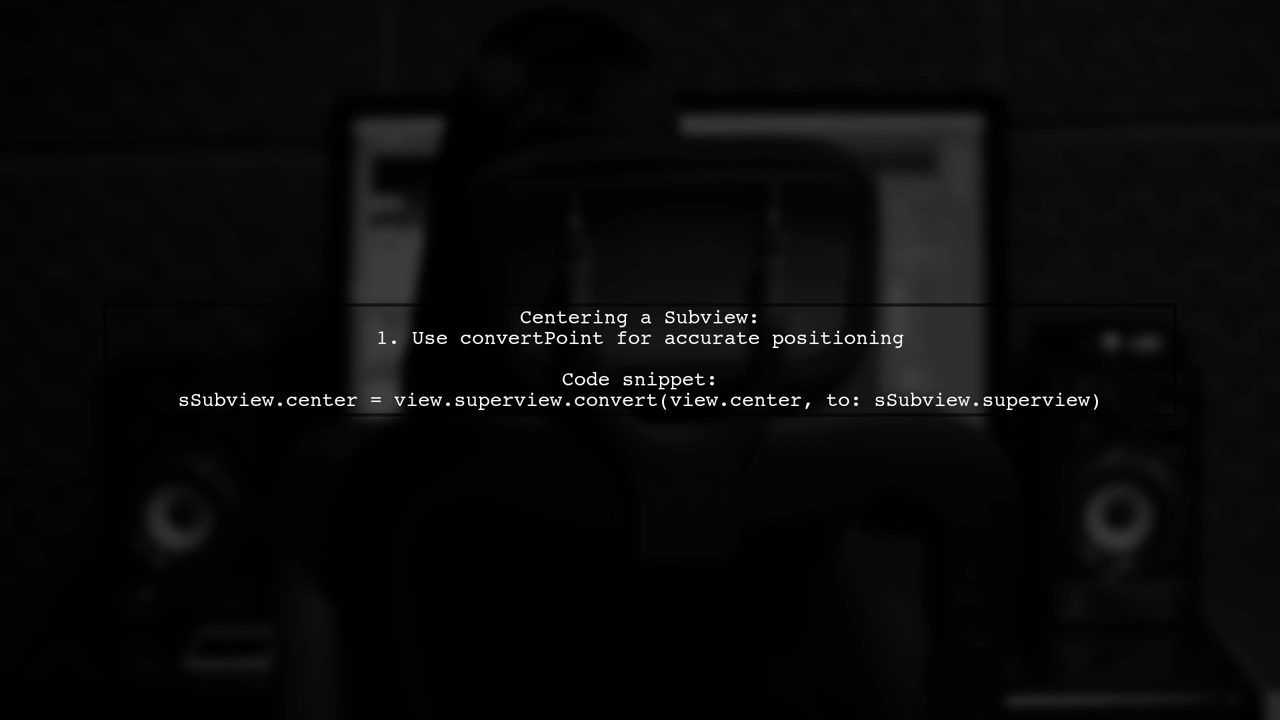 Centering a Subview:
1. Use convertPoint for accurate positioning
Code snippet:
sSubview.center = view.superview.convert(view.center, to: sSubview.superview)